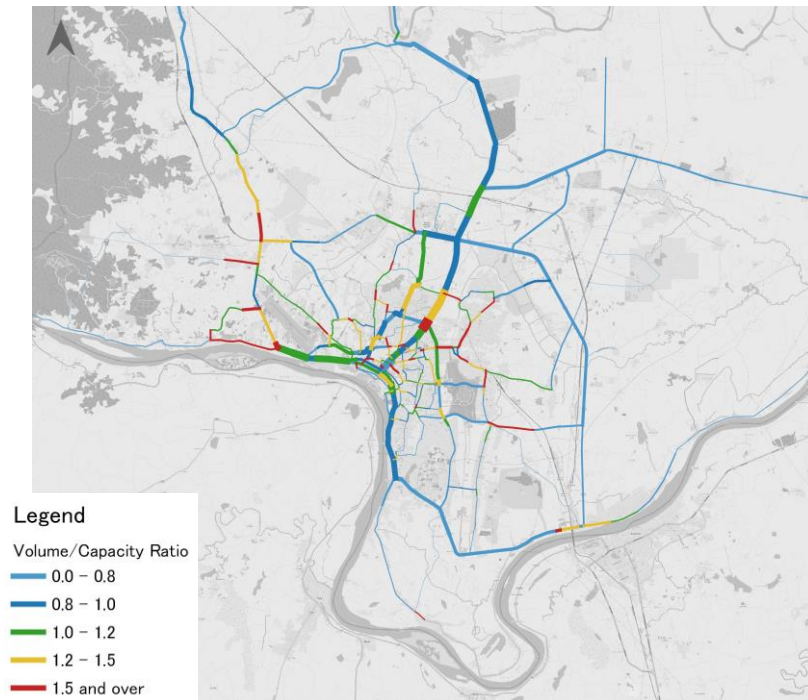 Legend
Volume/Capacity Ratio
0.0 - 0.8
0.8 - 1.0
1.0 - 1.2
1.2 - 1.5
1.5 and over